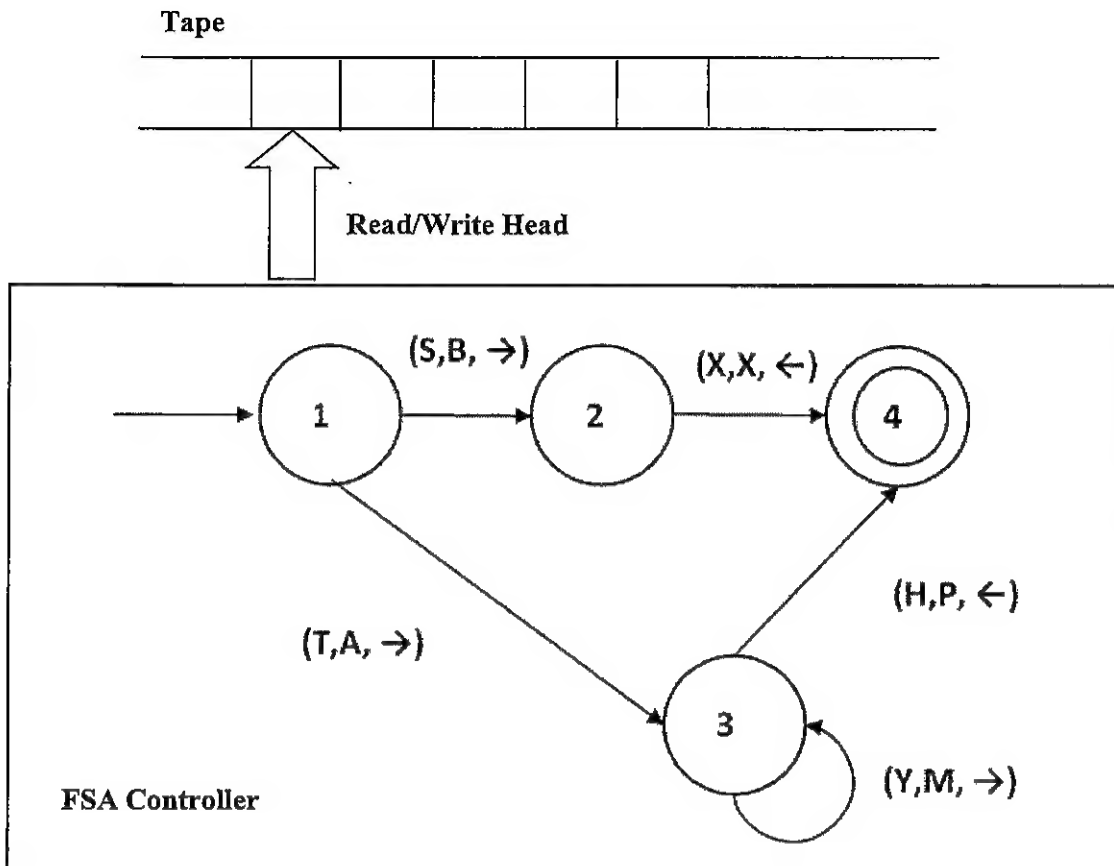 Tape
Read/Write Head
(S,B, →)
(X,X, ←)
1
2
4
(T,A, →)
(H,P, ←)
3
(Y,M, →)
FSA Controller